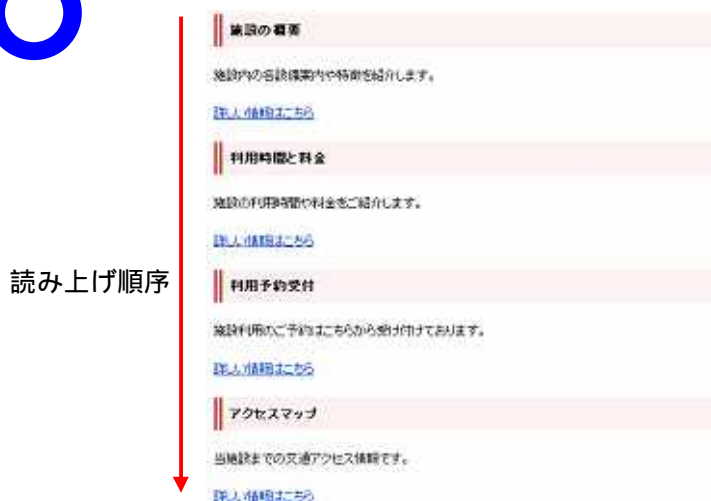 施設の概要
施設内の各設備案内や特徴を紹介します。
詳しい情報はこちら
利用時間と料金
施設の利用時間や料金をご紹介します。
詳しい情報はこちら
読み上げ順序
利用予約受付
施設利用のご予約はこちらから受け付けております。
詳しい情報はこちら
アクセスマップ
当施設までの交通アクセス情報です。
詳しい情報はこちら